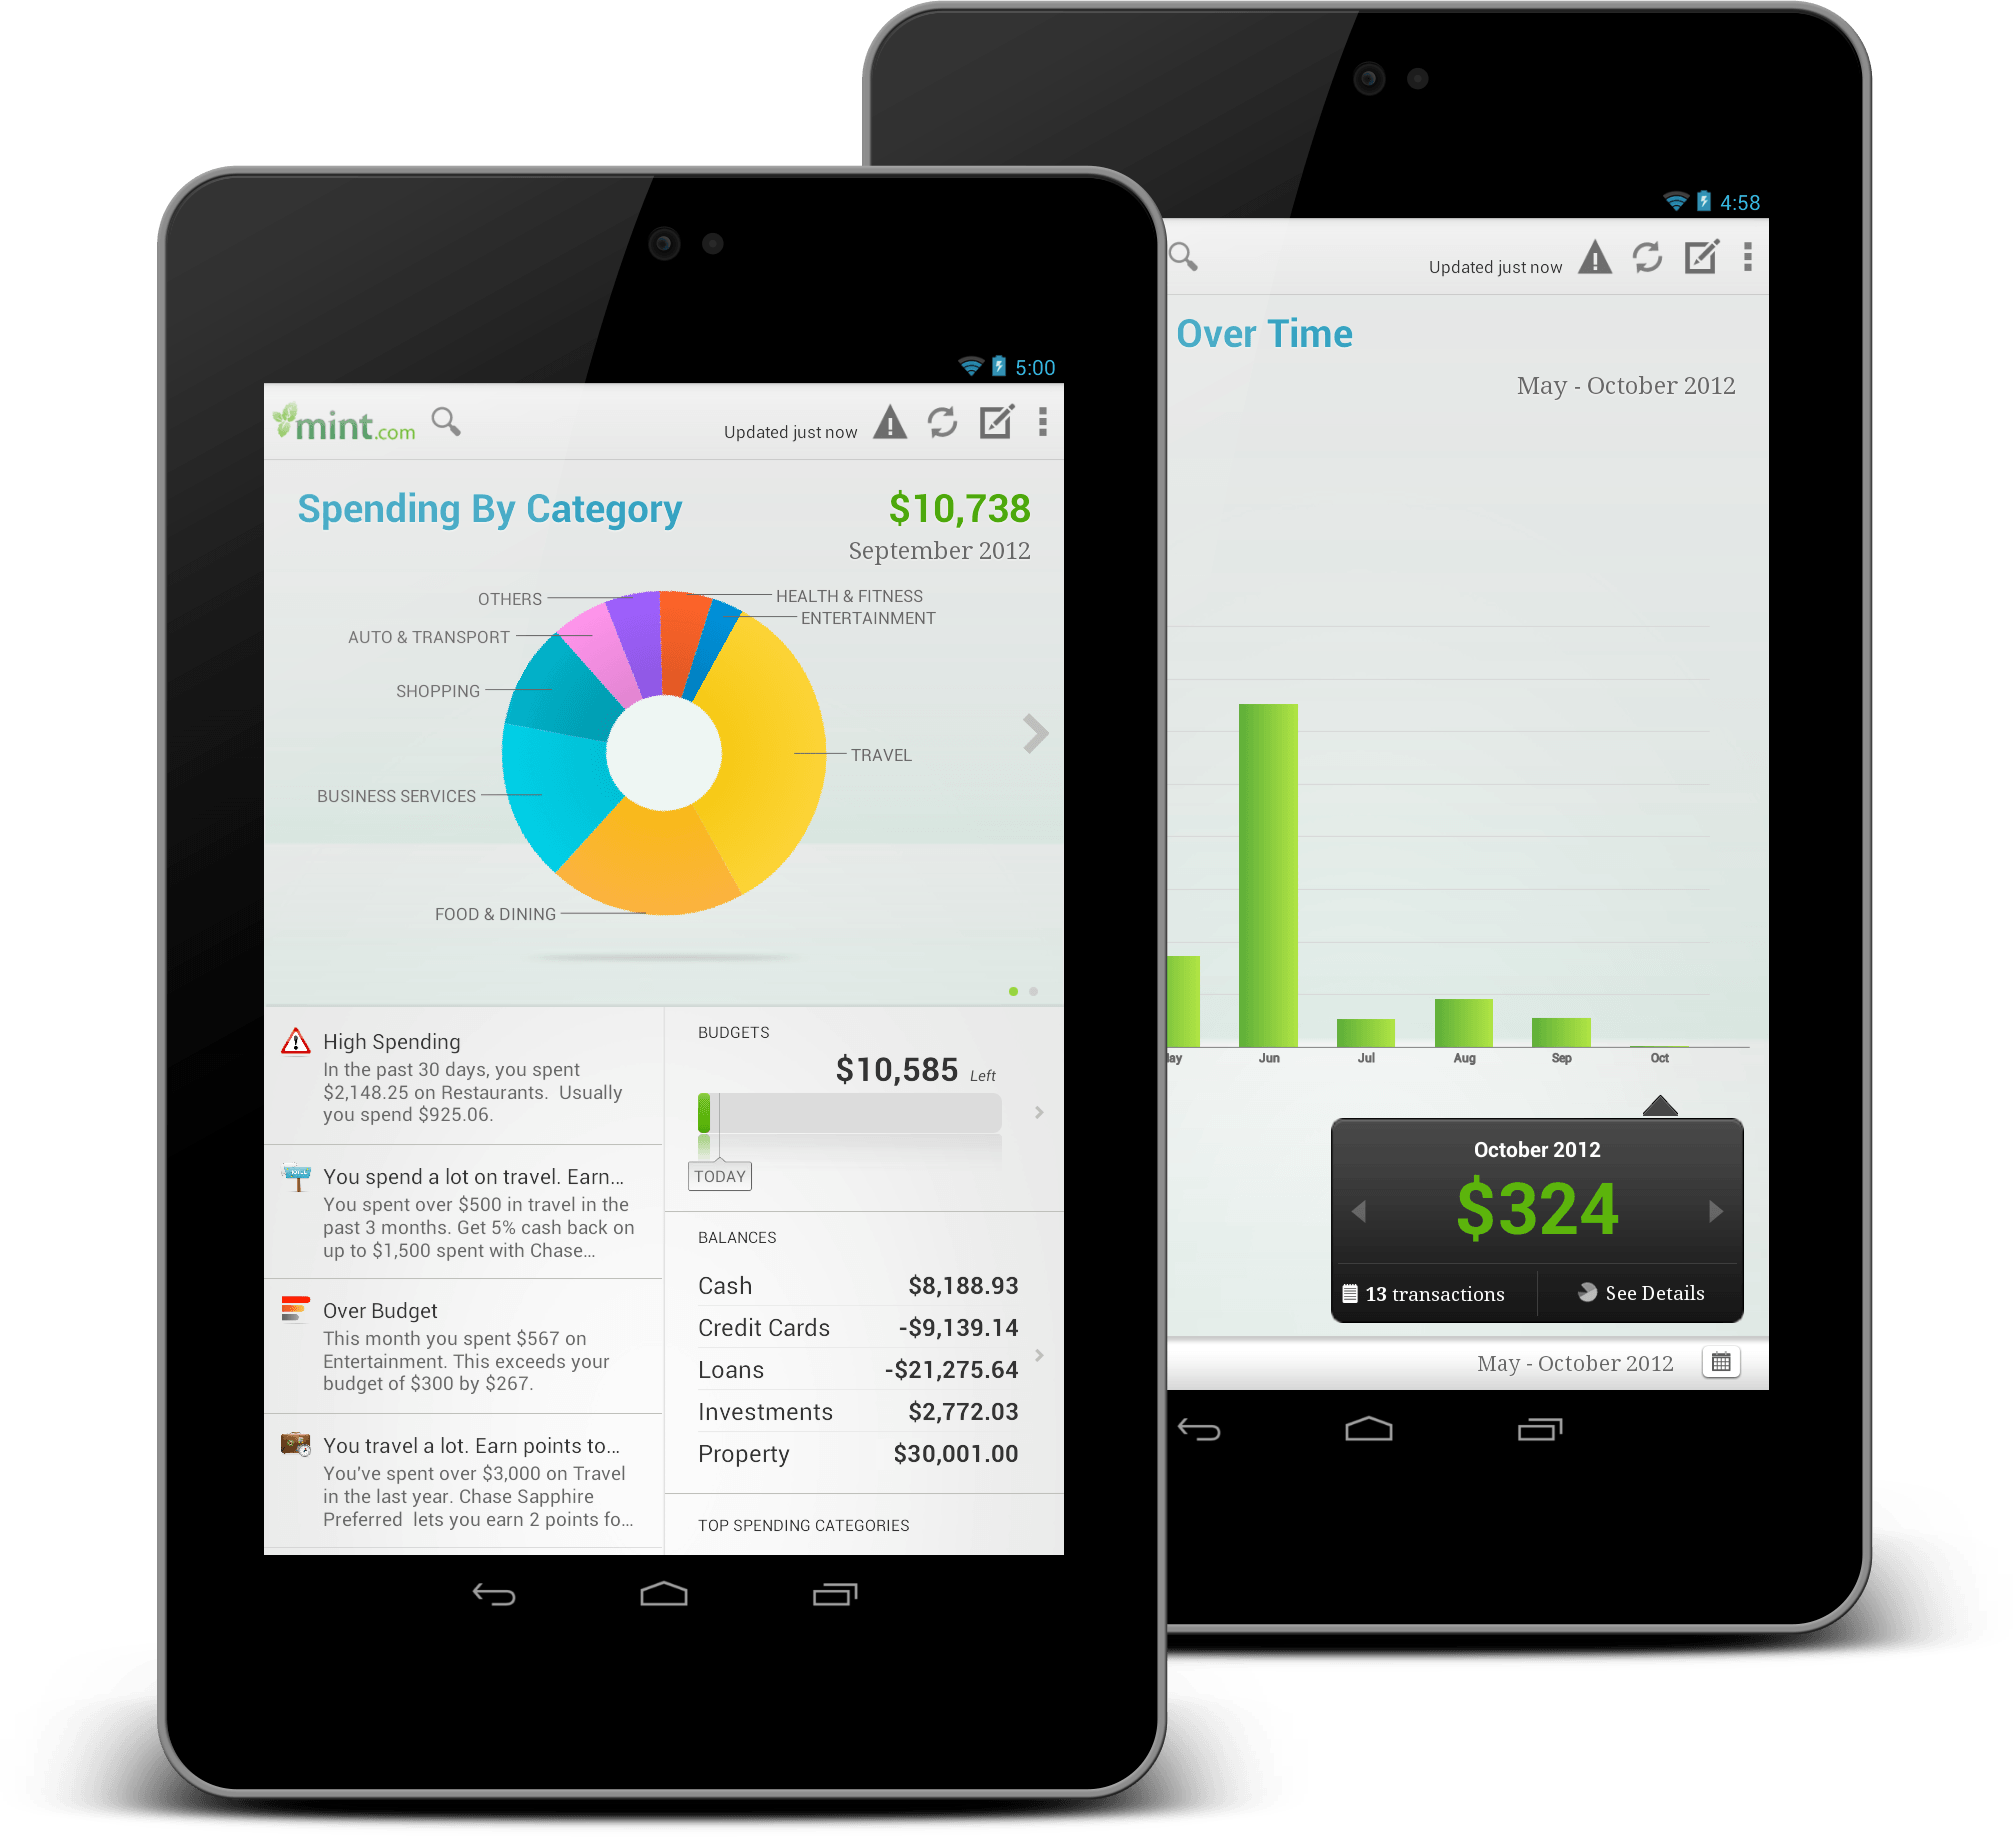 5:00
mint.com
Updated just now
Spending By Category
$10,738
September 2012
OTHERS
HEALTH & FITNESS
ENTERTAINMENT
AUTO & TRANSPORT
SHOPPING
TRAVEL
BUSINESS SERVICES
FOOD & DINING
High Spending
In the past 30 days, you spent
$2,148.25 on Restaurants. Usually
you spend $925.06.
You spend a lot on travel. Earn...
You spent over $500 in travel in the
past 3 months. Get 5% cash back on
up to $1,500 spent with Chase...
Over Budget
This month you spent $567 on
Entertainment. This exceeds your
budget of $300 by $267.
You travel a lot. Earn points to...
You've spent over $3,000 on Travel
in the last year. Chase Sapphire
Preferred lets you earn 2 points fo...
BUDGETS
$10,585 Left
TODAY
BALANCES
Cash $8,188.93
Credit Cards -$9,139.14
Loans -$21,275.64
Investments $2,772.03
Property $30,001.00
TOP SPENDING CATEGORIES
4:58
Updated just now
Over Time
May - October 2012
Jun Jul Aug Sep Oct
October 2012
$324
13 transactions
See Details
May - October 2012